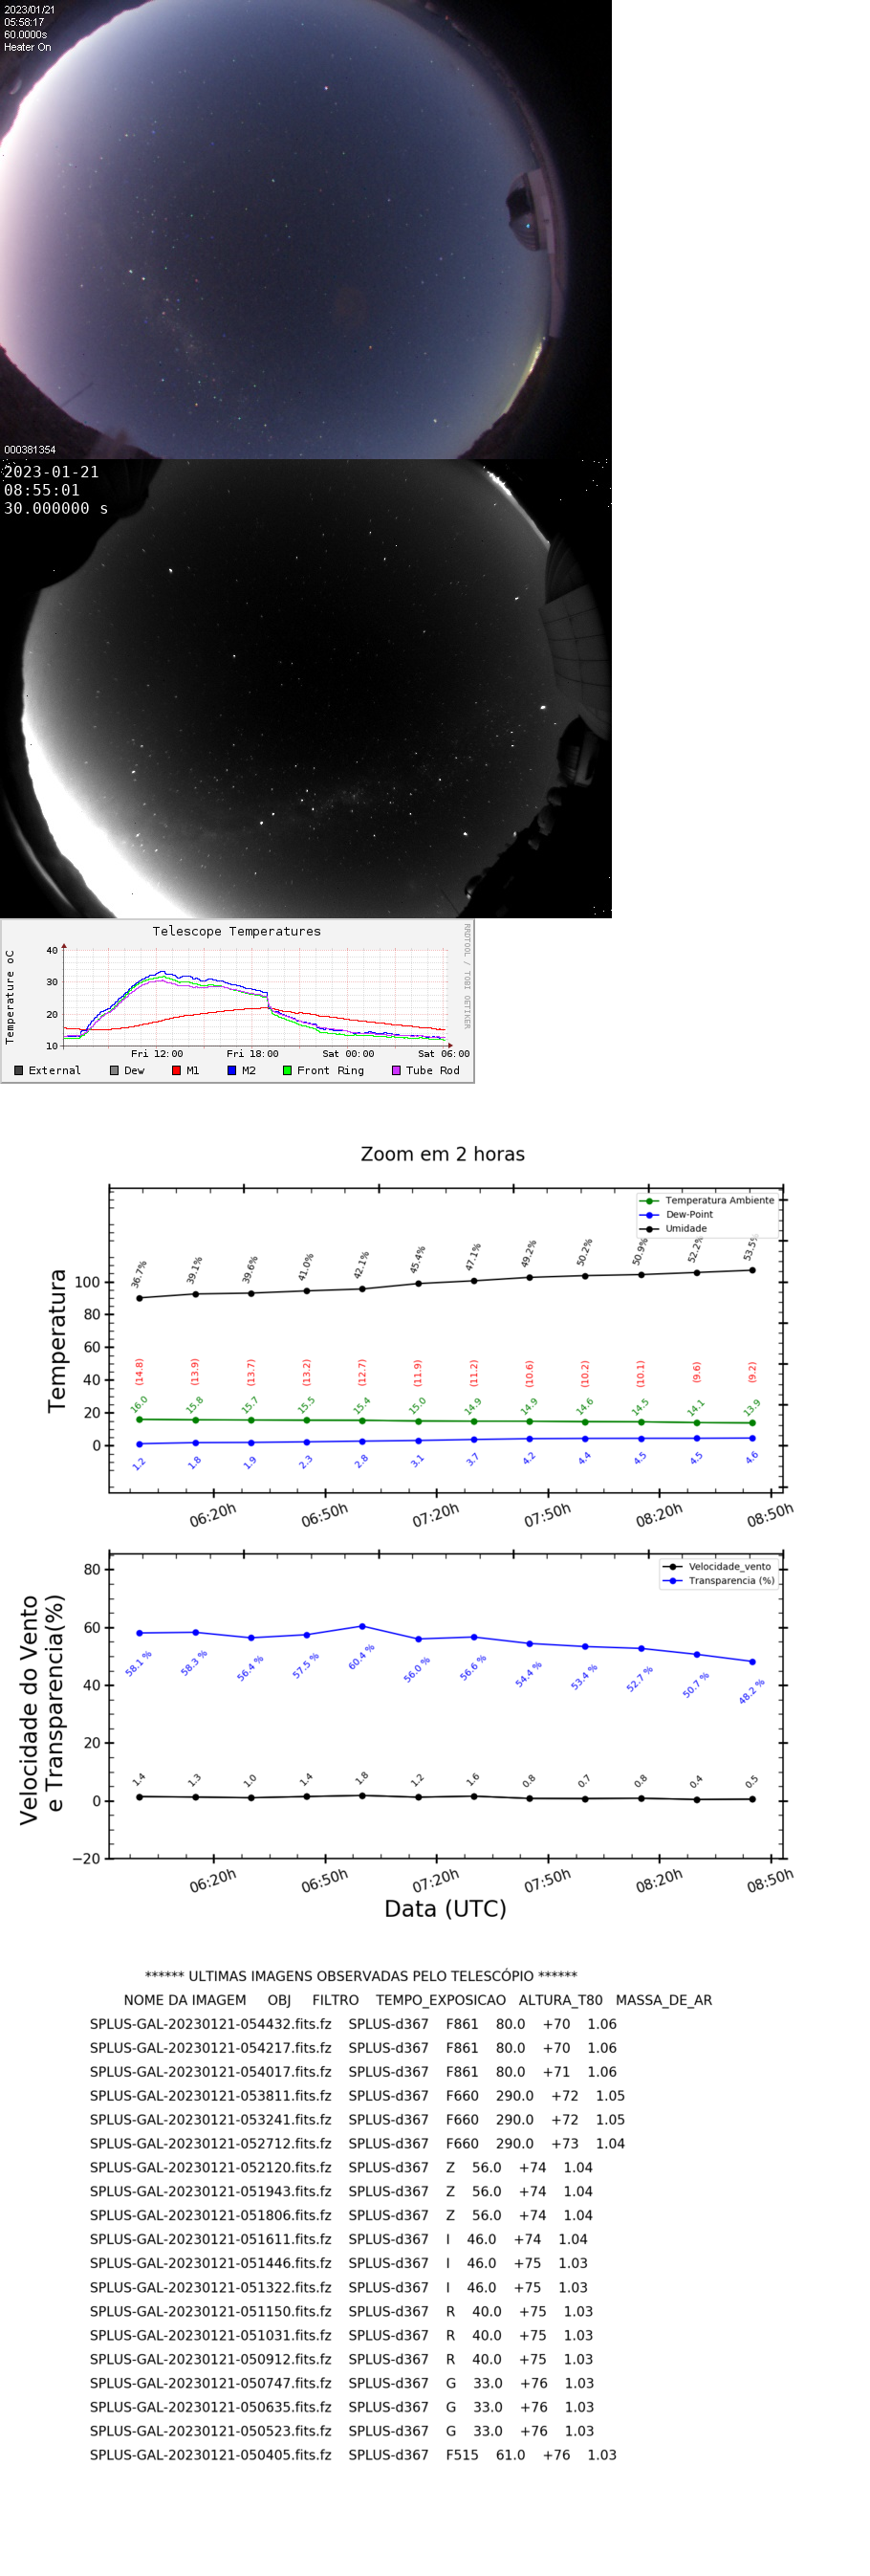 2023/01/21
05:58:17
60.0000s
Heater On
000381354
2023-01-21
08:55:01
30.000000 s
Telescope Temperatures
RRDTOOL / TOBI OETIKER
Temperature oC
40
30
20
10
Fri 12:00 Fri 18:00 Sat 00:00 Sat 06:00
External Dew M1 M2 Front Ring Tube Rod
Zoom em 2 horas
Temperatura Ambiente
Dew-Point
Umidade
Temperatura
36.7% 39.1% 39.6% 41.0% 42.1% 45.4% 47.1% 49.2% 50.2% 50.9% 52.2% 53.5%
100
80
60
40
20
0
(14.8) (13.9) (13.7) (13.2) (12.7) (11.9) (11.2) (10.6) (10.2) (10.1) (9.6) (9.2)
16.0 15.8 15.7 15.5 15.4 15.0 14.9 14.9 14.6 14.5 14.1 13.9
1.2 1.8 1.9 2.3 2.8 3.1 3.7 4.2 4.4 4.5 4.5 4.6
06:20h 06:50h 07:20h 07:50h 08:20h 08:50h
Velocidade_vento
Transparencia (%)
Velocidade do Vento
e Transparencia(%)
80
60
40
20
0
−20
58.1 % 58.3 % 56.4 % 57.5 % 60.4 % 56.0 % 56.6 % 54.4 % 53.4 % 52.7 % 50.7 % 48.2 %
1.4 1.3 1.0 1.4 1.8 1.2 1.6 0.8 0.7 0.8 0.4 0.5
06:20h 06:50h 07:20h 07:50h 08:20h 08:50h
Data (UTC)
****** ULTIMAS IMAGENS OBSERVADAS PELO TELESCÓPIO ******
NOME DA IMAGEM OBJ FILTRO TEMPO_EXPOSICAO ALTURA_T80 MASSA_DE_AR
SPLUS-GAL-20230121-054432.fits.fz SPLUS-d367 F861 80.0 +70 1.06
SPLUS-GAL-20230121-054217.fits.fz SPLUS-d367 F861 80.0 +70 1.06
SPLUS-GAL-20230121-054017.fits.fz SPLUS-d367 F861 80.0 +71 1.06
SPLUS-GAL-20230121-053811.fits.fz SPLUS-d367 F660 290.0 +72 1.05
SPLUS-GAL-20230121-053241.fits.fz SPLUS-d367 F660 290.0 +72 1.05
SPLUS-GAL-20230121-052712.fits.fz SPLUS-d367 F660 290.0 +73 1.04
SPLUS-GAL-20230121-052120.fits.fz SPLUS-d367 Z 56.0 +74 1.04
SPLUS-GAL-20230121-051943.fits.fz SPLUS-d367 Z 56.0 +74 1.04
SPLUS-GAL-20230121-051806.fits.fz SPLUS-d367 Z 56.0 +74 1.04
SPLUS-GAL-20230121-051611.fits.fz SPLUS-d367 I 46.0 +74 1.04
SPLUS-GAL-20230121-051446.fits.fz SPLUS-d367 I 46.0 +75 1.03
SPLUS-GAL-20230121-051322.fits.fz SPLUS-d367 I 46.0 +75 1.03
SPLUS-GAL-20230121-051150.fits.fz SPLUS-d367 R 40.0 +75 1.03
SPLUS-GAL-20230121-051031.fits.fz SPLUS-d367 R 40.0 +75 1.03
SPLUS-GAL-20230121-050912.fits.fz SPLUS-d367 R 40.0 +75 1.03
SPLUS-GAL-20230121-050747.fits.fz SPLUS-d367 G 33.0 +76 1.03
SPLUS-GAL-20230121-050635.fits.fz SPLUS-d367 G 33.0 +76 1.03
SPLUS-GAL-20230121-050523.fits.fz SPLUS-d367 G 33.0 +76 1.03
SPLUS-GAL-20230121-050405.fits.fz SPLUS-d367 F515 61.0 +76 1.03